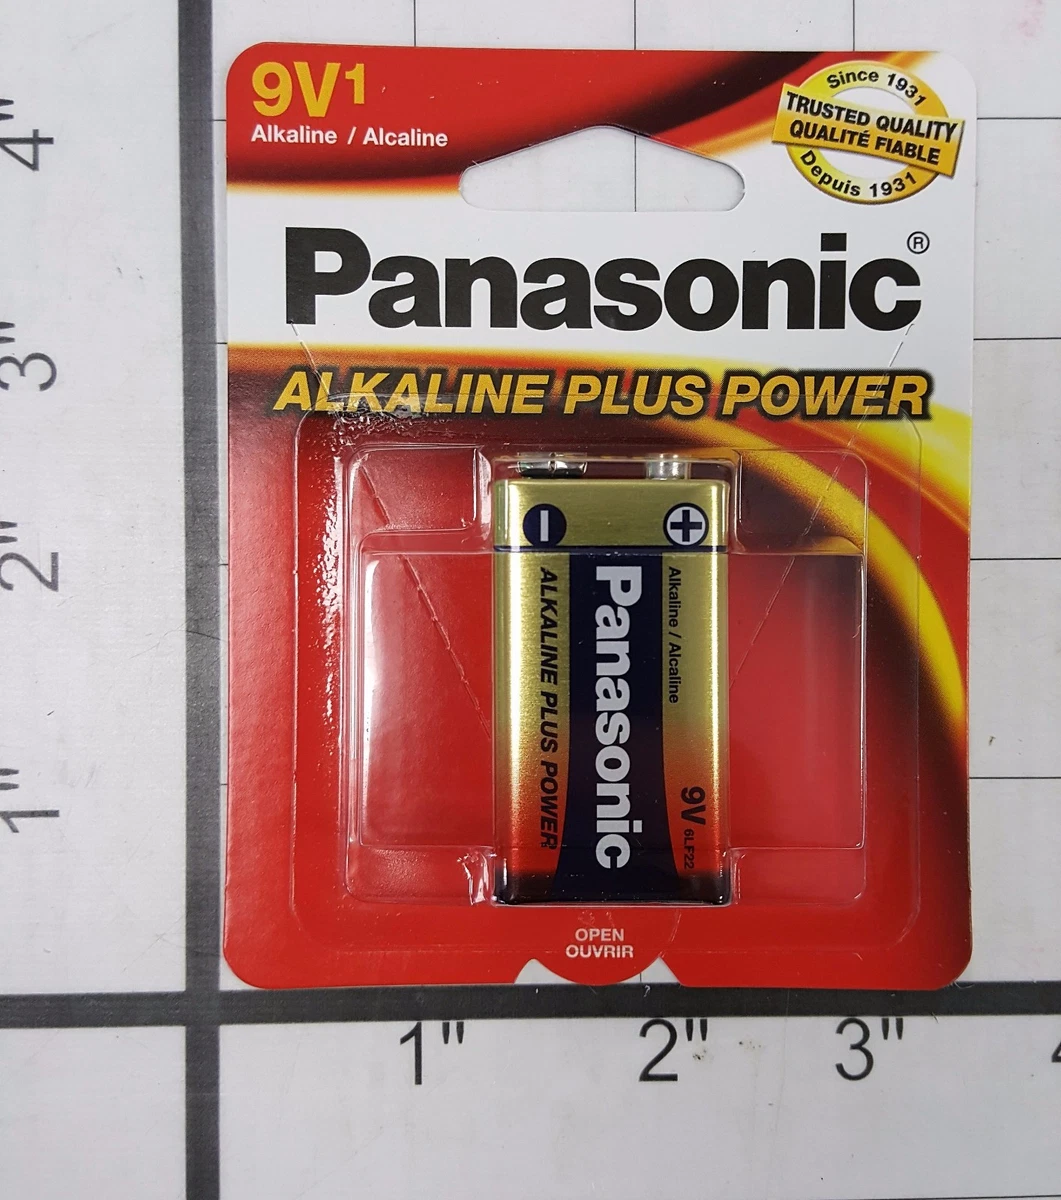 9V1
Alkaline / Alcaline
Since 1931
TRUSTED QUALITY
QUALITÉ FIABLE
Depuis 1931
Panasonic®
ALKALINE PLUS POWER
− +
Alkaline / Alcaline
9V 6LF22
Panasonic
ALKALINE PLUS POWER
OPEN
OUVRIR
4"
3"
2"
1"
1" 2" 3" 4